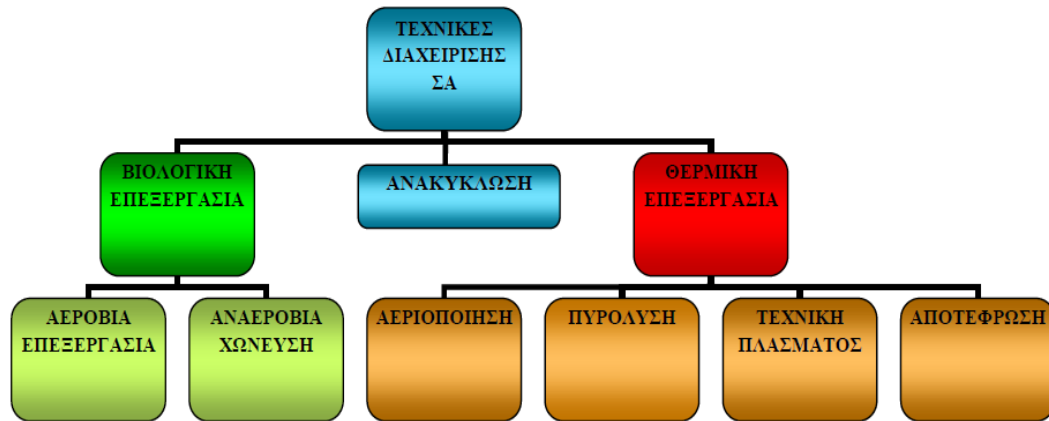 ΤΕΧΝΙΚΕΣ
ΔΙΑΧΕΙΡΙΣΗΣ
ΣΑ
ΒΙΟΛΟΓΙΚΗ
ΕΠΕΞΕΡΓΑΣΙΑ
ΑΝΑΚΥΚΛΩΣΗ
ΘΕΡΜΙΚΗ
ΕΠΕΞΕΡΓΑΣΙΑ
ΑΕΡΟΒΙΑ
ΕΠΕΞΕΡΓΑΣΙΑ
ΑΝΑΕΡΟΒΙΑ
ΧΩΝΕΥΣΗ
ΑΕΡΙΟΠΟΙΗΣΗ
ΠΥΡΟΛΥΣΗ
ΤΕΧΝΙΚΗ
ΠΛΑΣΜΑΤΟΣ
ΑΠΟΤΕΦΡΩΣΗ